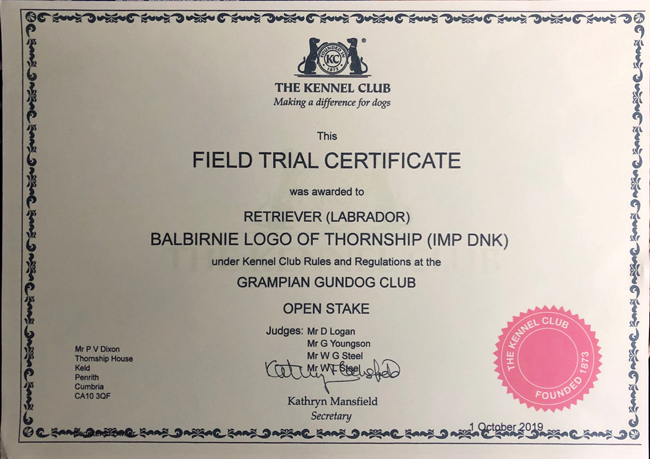 KC
THE KENNEL CLUB
Making a difference for dogs
This
FIELD TRIAL CERTIFICATE
was awarded to
RETRIEVER (LABRADOR)
BALBIRNIE LOGO OF THORNSHIP (IMP DNK)
under Kennel Club Rules and Regulations at the
GRAMPIAN GUNDOG CLUB
OPEN STAKE
Judges: Mr D Logan
Mr G Youngson
Mr W G Steel
Mr W
Kathryn Mansfield
Kathryn Mansfield
Secretary
Mr P V Dixon
Thornship House
Keld
Penrith
Cumbria
CA10 3QF
THE KENNEL CLUB
FOUNDED 1873
1 October 2019